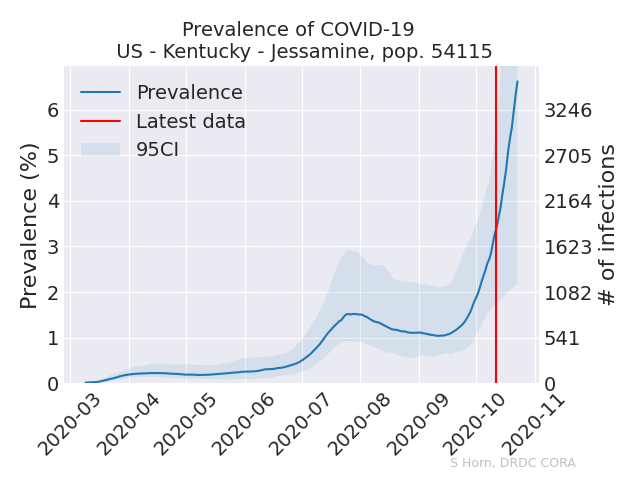 Prevalence of COVID-19
US - Kentucky - Jessamine, pop. 54115
Prevalence
Latest data
95CI
Prevalence (%)
6
5
4
3
2
1
0
3246
2705
2164
1623
1082
541
0
# of infections
2020-03
2020-04
2020-05
2020-06
2020-07
2020-08
2020-09
2020-10
2020-11
S Horn, DRDC CORA